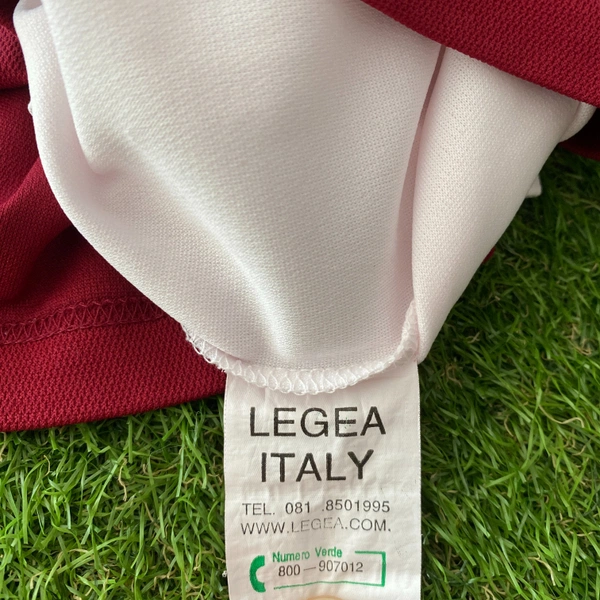 LEGEA
ITALY
TEL. 081 .8501995
WWW.LEGEA.COM.
Numero Verde
800-907012